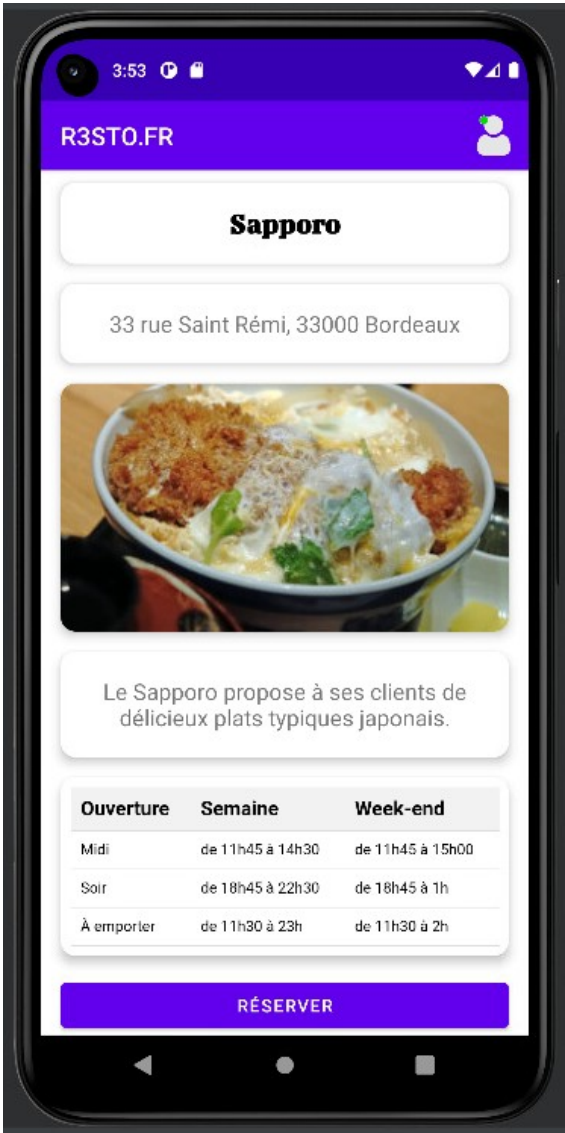 3:53
R3STO.FR
Sapporo
33 rue Saint Rémi, 33000 Bordeaux
Le Sapporo propose à ses clients de
délicieux plats typiques japonais.
Ouverture Semaine Week-end
Midi de 11h45 à 14h30 de 11h45 à 15h00
Soir de 18h45 à 22h30 de 18h45 à 1h
À emporter de 11h30 à 23h de 11h30 à 2h
RÉSERVER